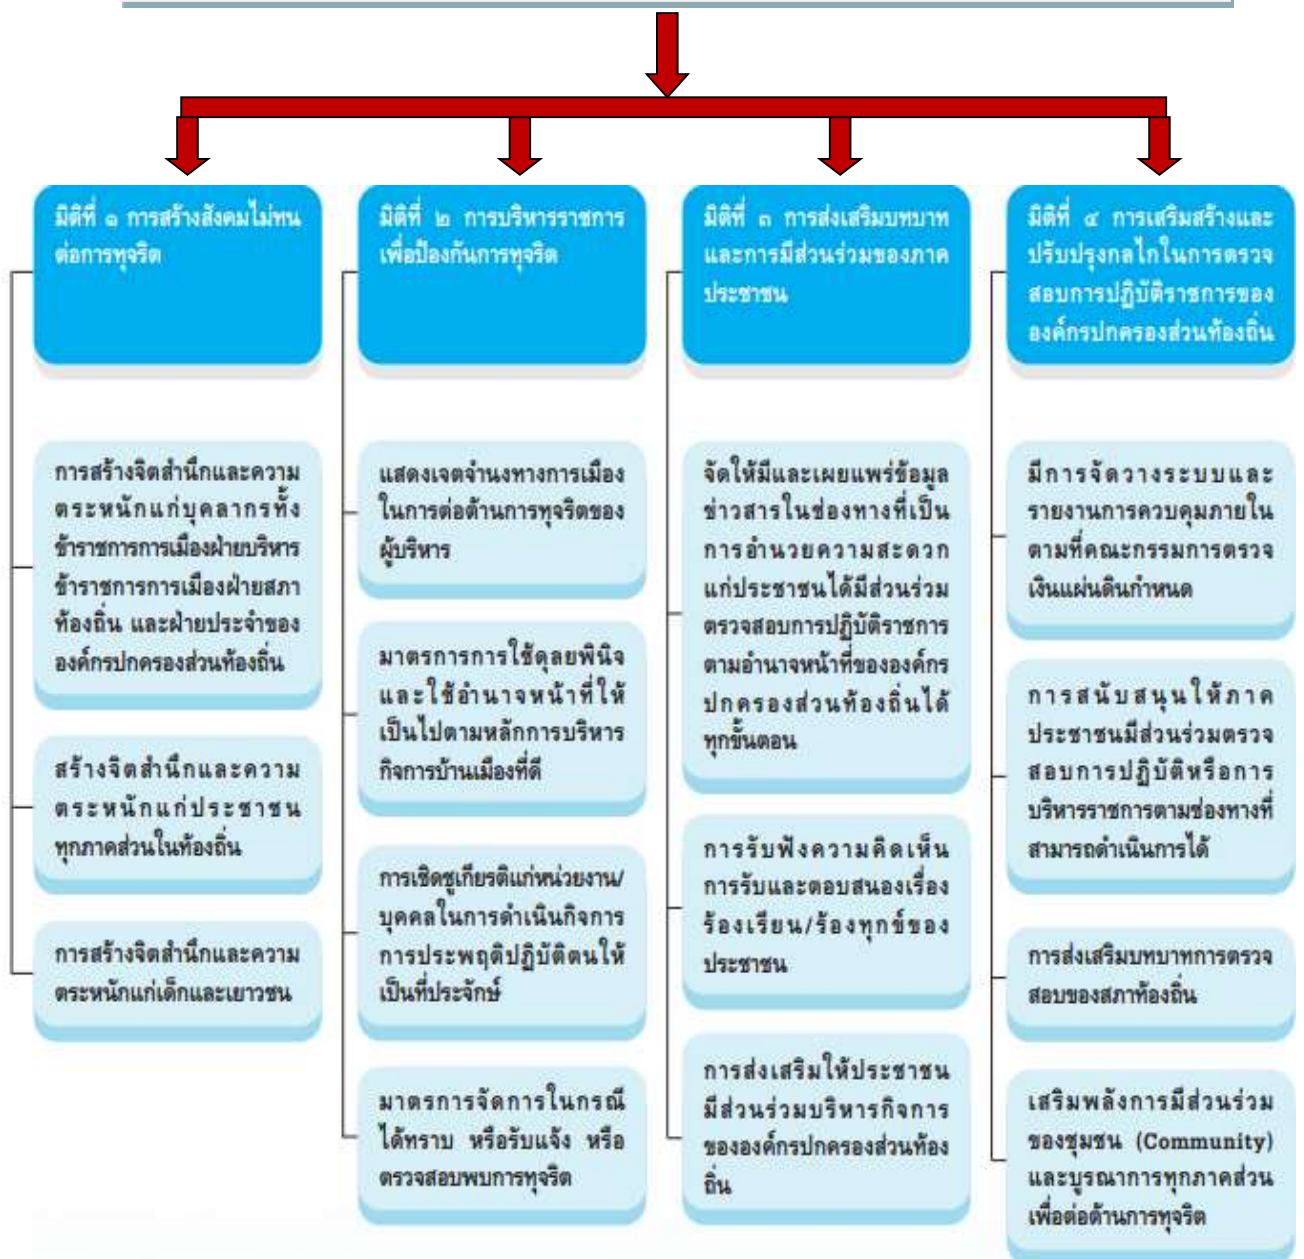 มิติที่ ๑ การสร้างสังคมไม่ทน
ต่อการทุจริต
การสร้างจิตสำนึกและความ
ตระหนักแก่บุคลากรทั้ง
ข้าราชการการเมืองฝ่ายบริหาร
ข้าราชการการเมืองฝ่ายสภา
ท้องถิ่น และฝ่ายประจำของ
องค์กรปกครองส่วนท้องถิ่น
สร้างจิตสำนึกและความ
ตระหนักแก่ประชาชน
ทุกภาคส่วนในท้องถิ่น
การสร้างจิตสำนึกและความ
ตระหนักแก่เด็กและเยาวชน
มิติที่ ๒ การบริหารราชการ
เพื่อป้องกันการทุจริต
แสดงเจตจำนงทางการเมือง
ในการต่อต้านการทุจริตของ
ผู้บริหาร
มาตรการการใช้ดุลยพินิจ
และใช้อำนาจหน้าที่ให้
เป็นไปตามหลักการบริหาร
กิจการบ้านเมืองที่ดี
การเชิดชูเกียรติแก่หน่วยงาน/
บุคคลในการดำเนินกิจการ
การประพฤติปฏิบัติตนให้
เป็นที่ประจักษ์
มาตรการจัดการในกรณี
ได้ทราบ หรือรับแจ้ง หรือ
ตรวจสอบพบการทุจริต
มิติที่ ๓ การส่งเสริมบทบาท
และการมีส่วนร่วมของภาค
ประชาชน
จัดให้มีและเผยแพร่ข้อมูล
ข่าวสารในช่องทางที่เป็น
การอำนวยความสะดวก
แก่ประชาชนได้มีส่วนร่วม
ตรวจสอบการปฏิบัติราชการ
ตามอำนาจหน้าที่ขององค์กร
ปกครองส่วนท้องถิ่นได้
ทุกขั้นตอน
การรับฟังความคิดเห็น
การรับและตอบสนองเรื่อง
ร้องเรียน/ร้องทุกข์ของ
ประชาชน
การส่งเสริมให้ประชาชน
มีส่วนร่วมบริหารกิจการ
ขององค์กรปกครองส่วนท้อง
ถิ่น
มิติที่ ๔ การเสริมสร้างและ
ปรับปรุงกลไกในการตรวจ
สอบการปฏิบัติราชการของ
องค์กรปกครองส่วนท้องถิ่น
มีการจัดวางระบบและ
รายงานการควบคุมภายใน
ตามที่คณะกรรมการตรวจ
เงินแผ่นดินกำหนด
การสนับสนุนให้ภาค
ประชาชนมีส่วนร่วมตรวจ
สอบการปฏิบัติหรือการ
บริหารราชการตามช่องทางที่
สามารถดำเนินการได้
การส่งเสริมบทบาทการตรวจ
สอบของสภาท้องถิ่น
เสริมพลังการมีส่วนร่วม
ของชุมชน (Community)
และบูรณาการทุกภาคส่วน
เพื่อต่อต้านการทุจริต